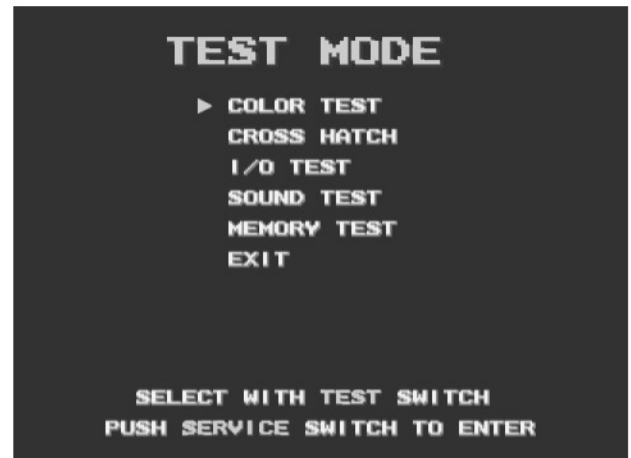 TEST MODE
COLOR TEST
CROSS HATCH
I/O TEST
SOUND TEST
MEMORY TEST
EXIT
SELECT WITH TEST SWITCH
PUSH SERVICE SWITCH TO ENTER